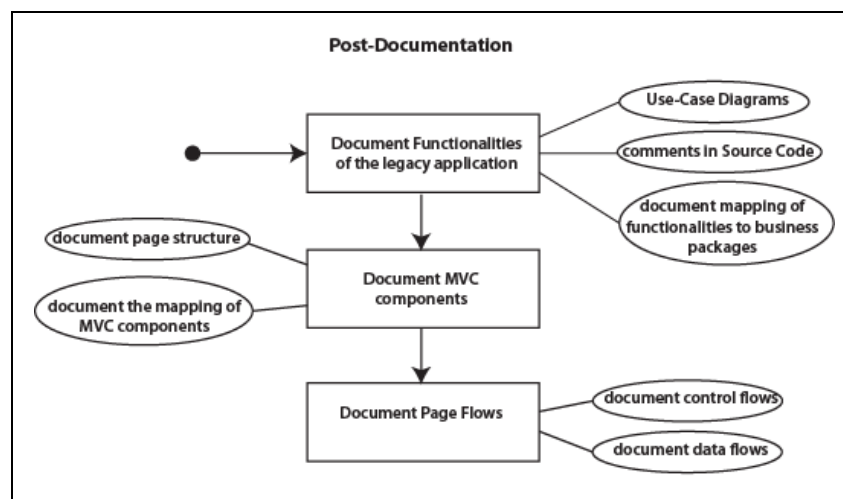 Post-Documentation
Document Functionalities
of the legacy application
Use-Case Diagrams
comments in Source Code
document mapping of
functionalities to business
packages
document page structure
document the mapping of
MVC components
Document MVC
components
Document Page Flows
document control flows
document data flows